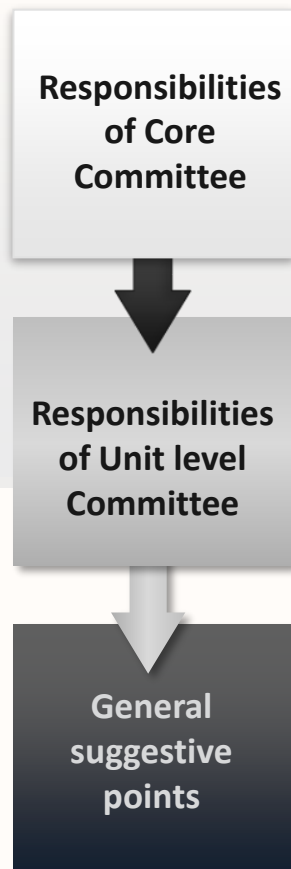 Responsibilities
of Core
Committee
Responsibilities
of Unit level
Committee
General
suggestive
points